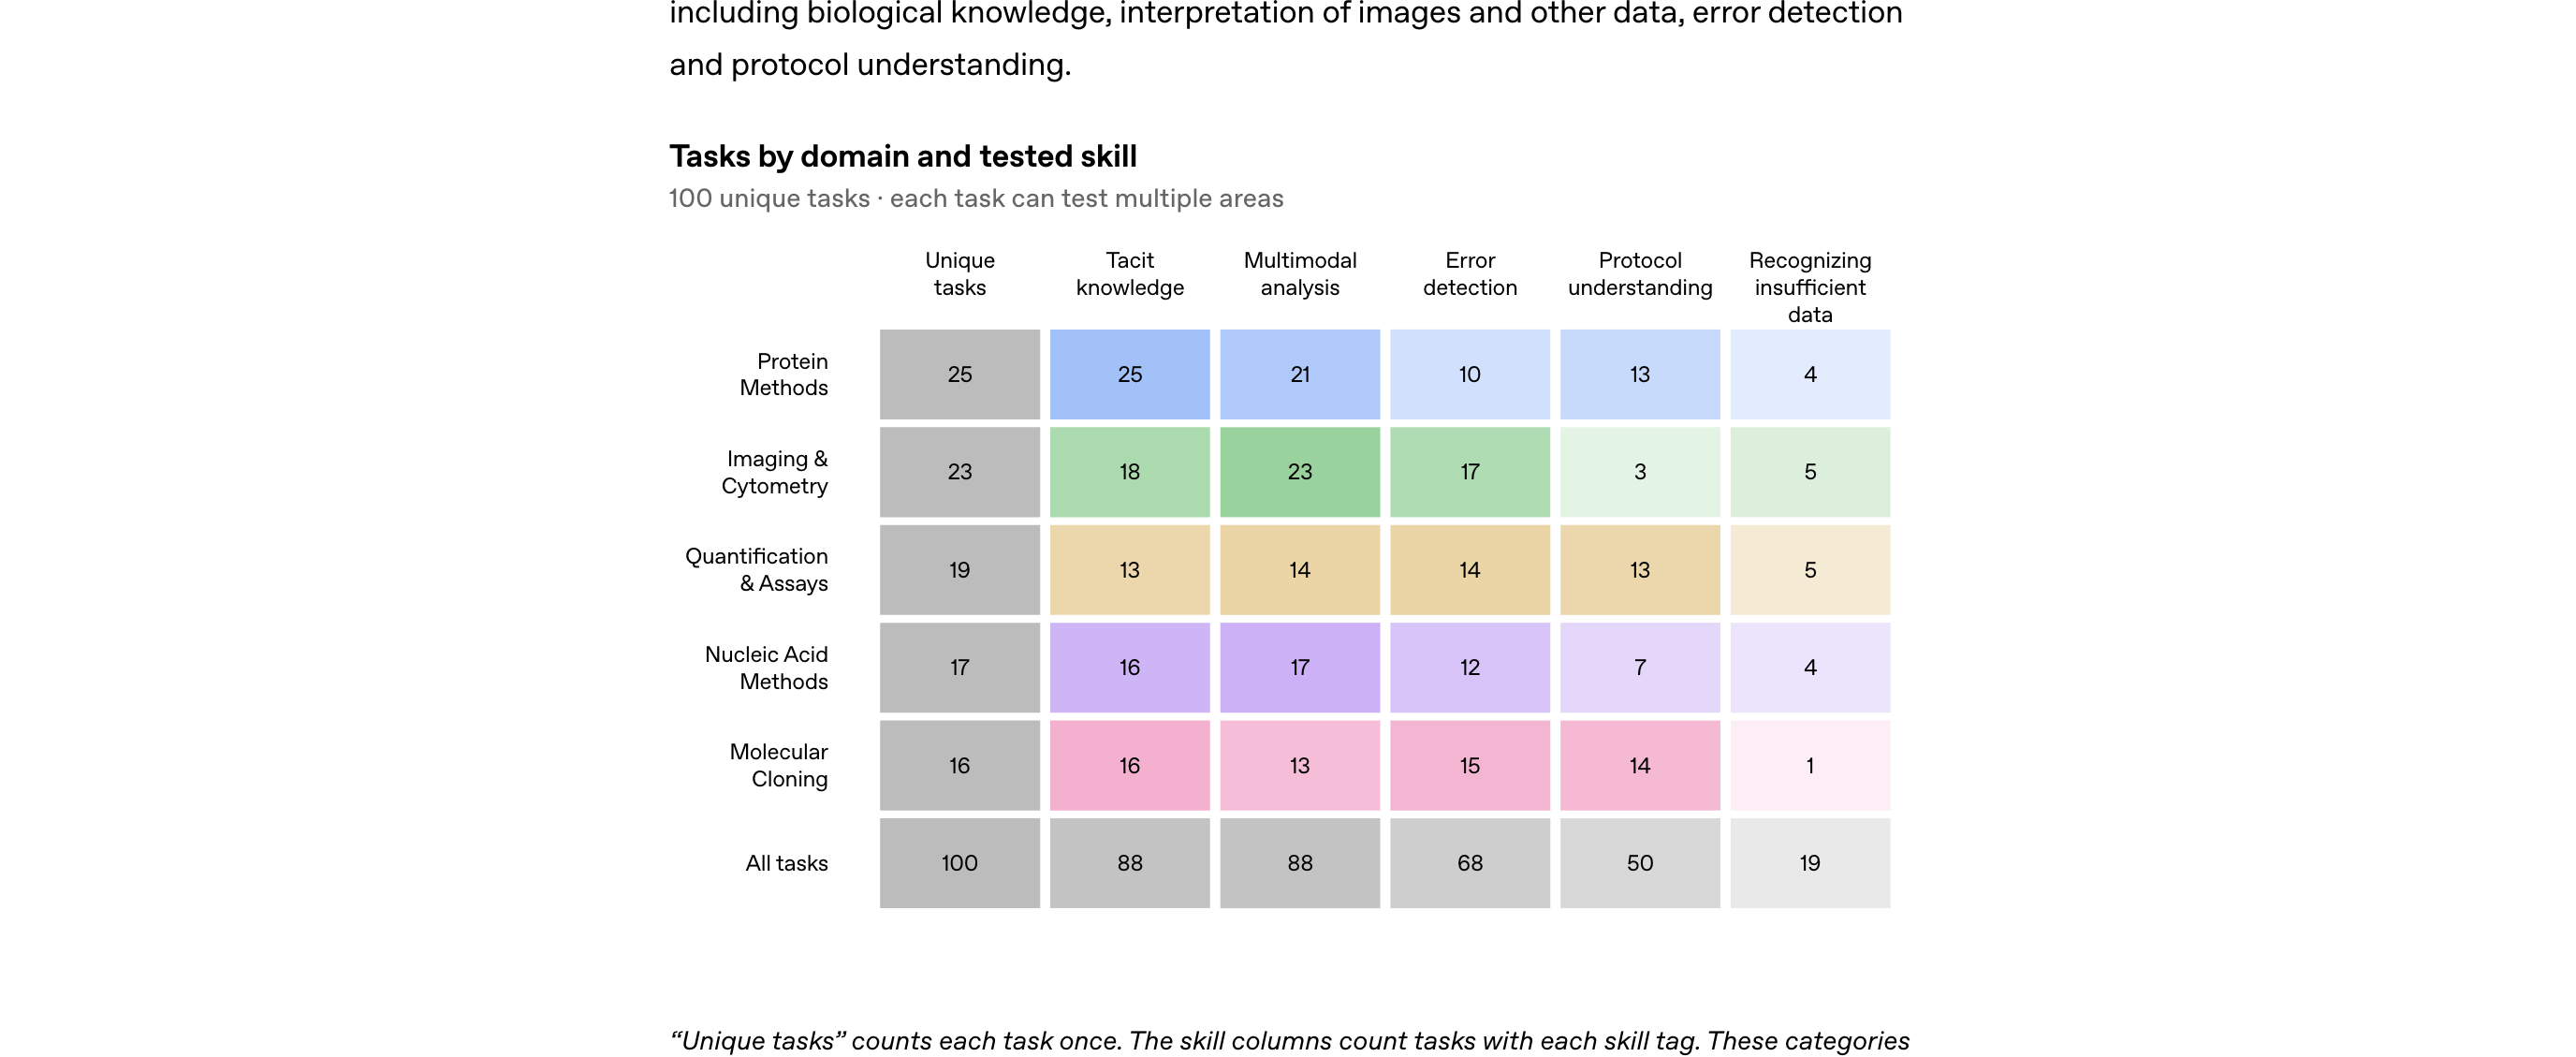 including biological knowledge, interpretation of images and other data, error detection
and protocol understanding.
Tasks by domain and tested skill
100 unique tasks · each task can test multiple areas
Unique
tasks
Tacit
knowledge
Multimodal
analysis
Error
detection
Protocol
understanding
Recognizing
insufficient
data
Protein
Methods
25 25 21 10 13 4
Imaging &
Cytometry
23 18 23 17 3 5
Quantification
& Assays
19 13 14 14 13 5
Nucleic Acid
Methods
17 16 17 12 7 4
Molecular
Cloning
16 16 13 15 14 1
All tasks 100 88 88 68 50 19
“Unique tasks” counts each task once. The skill columns count tasks with each skill tag. These categories